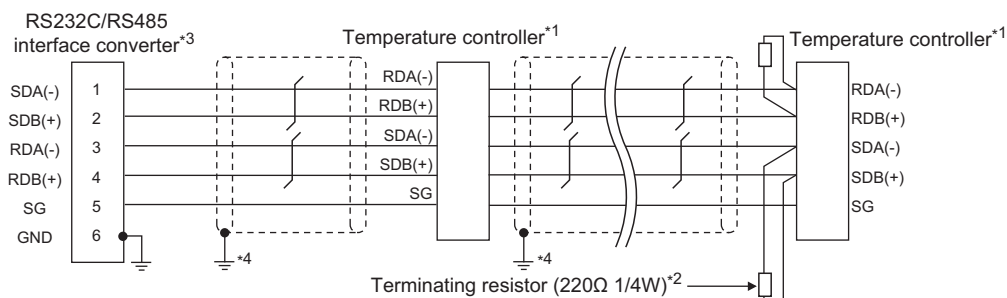 RS232C/RS485
interface converter*3
Temperature controller*1
Temperature controller*1
SDA(-) 1 RDA(-) RDA(-)
SDB(+) 2 RDB(+) RDB(+)
RDA(-) 3 SDA(-) SDA(-)
RDB(+) 4 SDB(+) SDB(+)
SG 5 SG SG
GND 6
*4 *4
Terminating resistor (220Ω 1/4W)*2